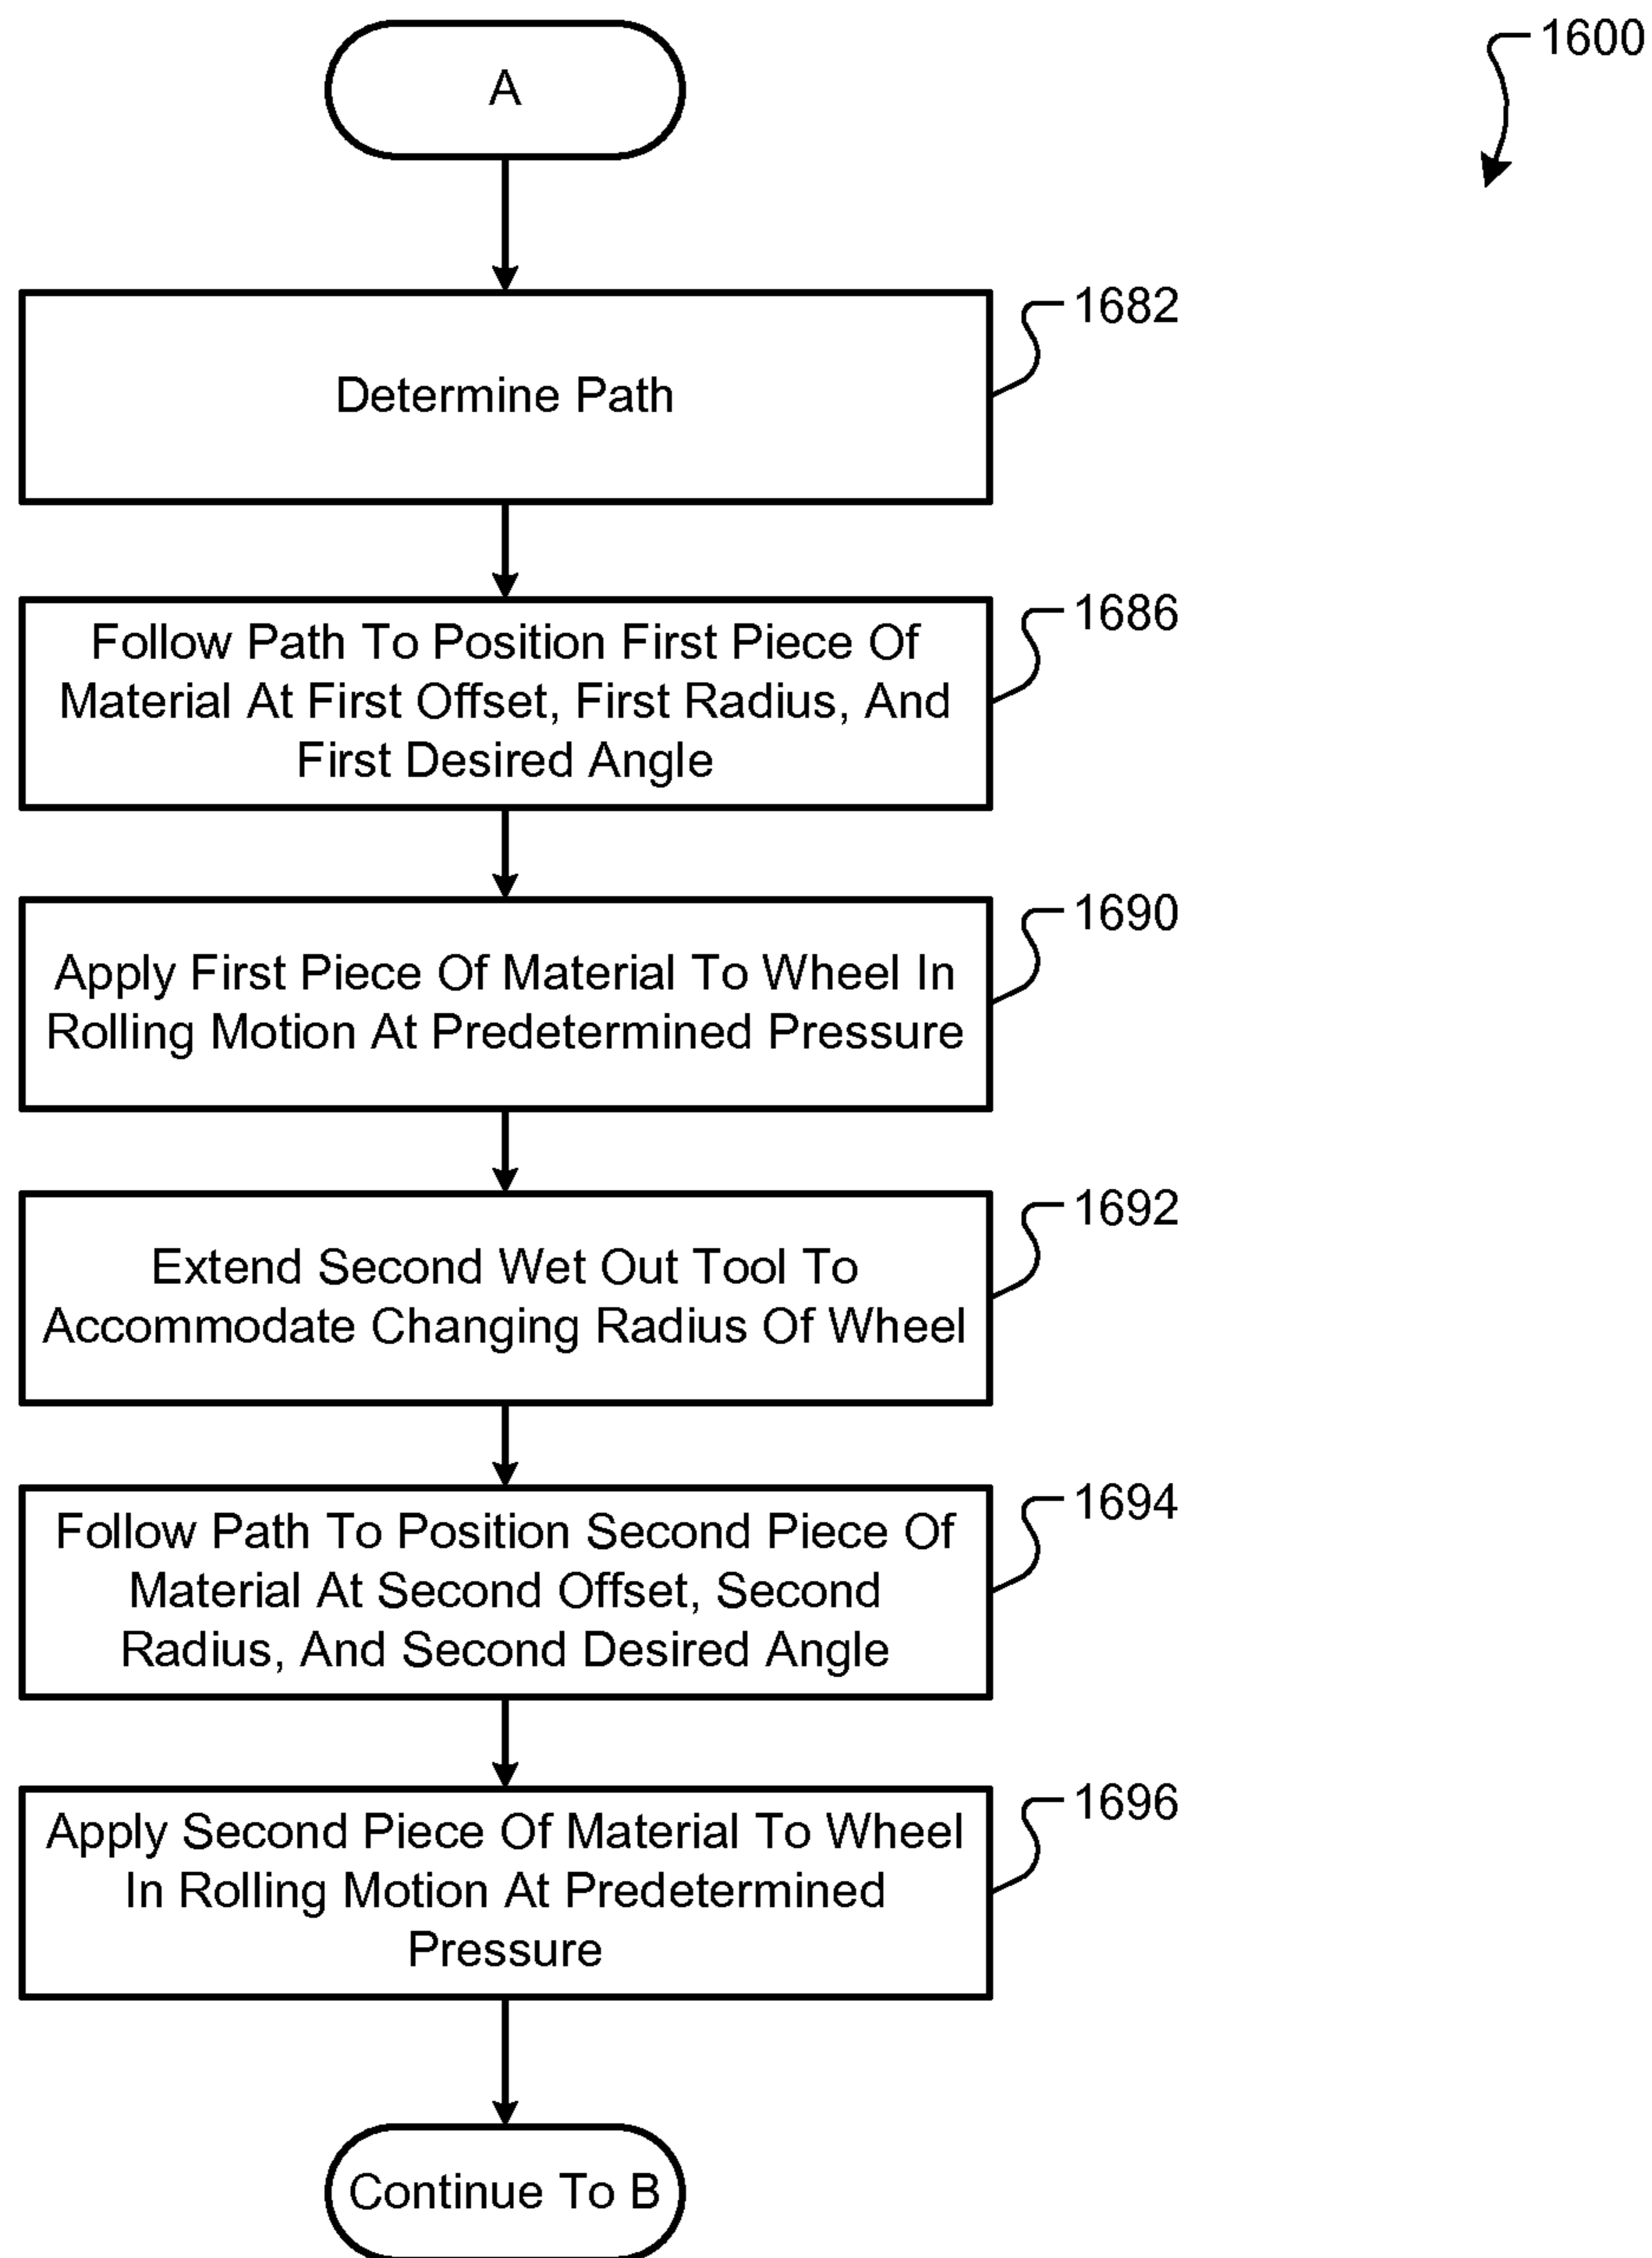 A
1600
Determine Path
1682
Follow Path To Position First Piece Of
Material At First Offset, First Radius, And
First Desired Angle
1686
Apply First Piece Of Material To Wheel In
Rolling Motion At Predetermined Pressure
1690
Extend Second Wet Out Tool To
Accommodate Changing Radius Of Wheel
1692
Follow Path To Position Second Piece Of
Material At Second Offset, Second
Radius, And Second Desired Angle
1694
Apply Second Piece Of Material To Wheel
In Rolling Motion At Predetermined
Pressure
1696
Continue To B